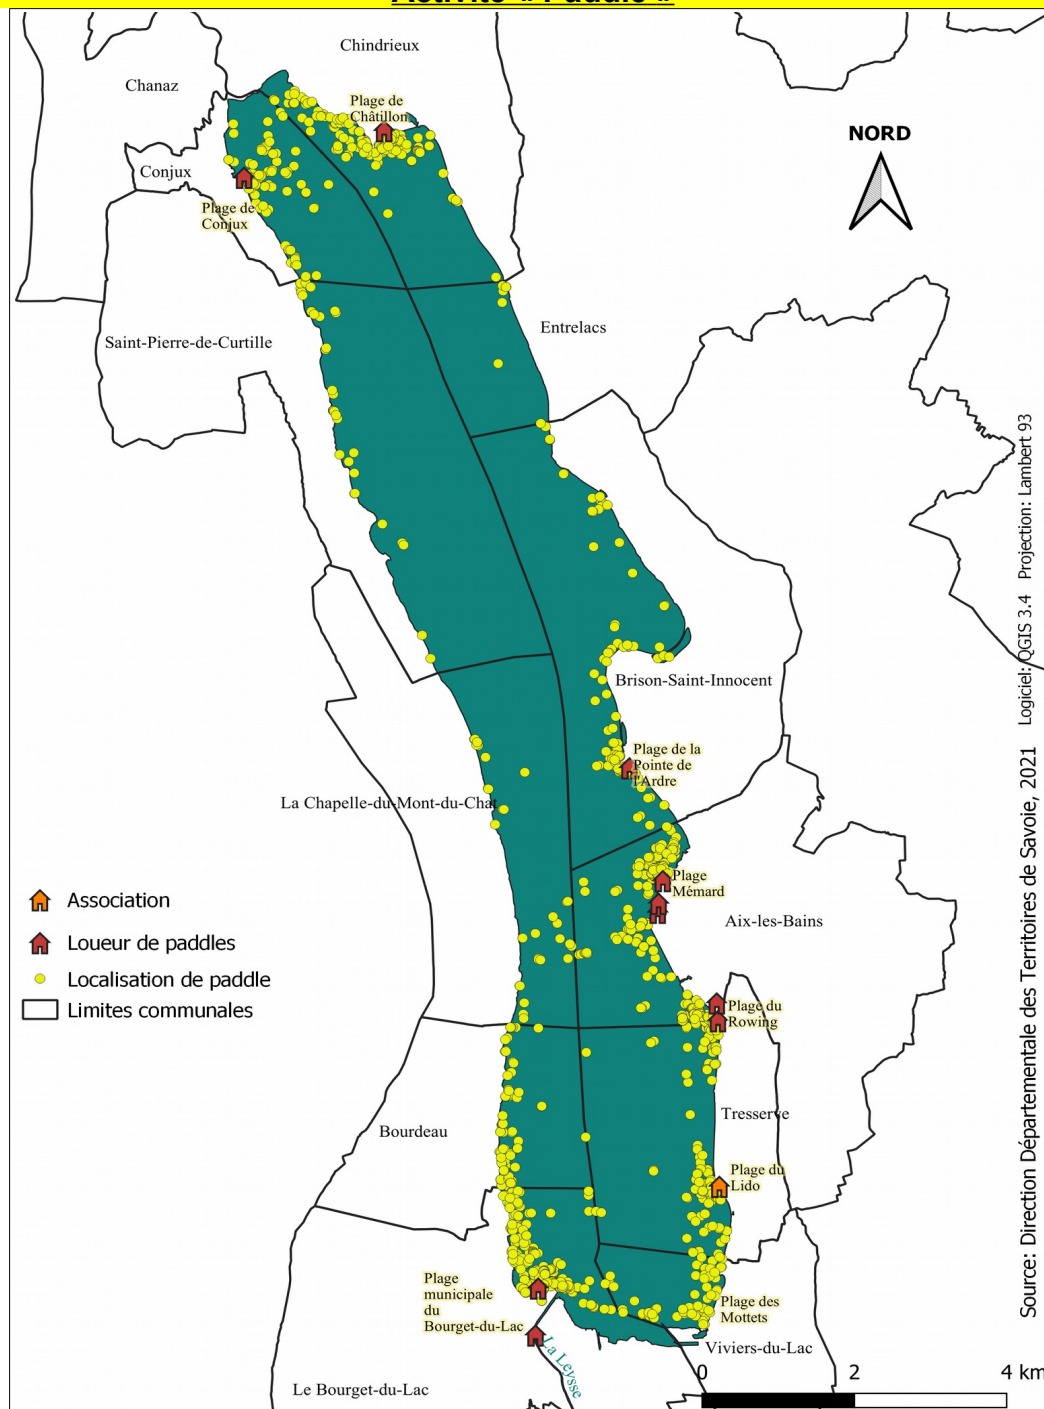 Activité « Paddle »
Chindrieux
Chanaz
Plage de
Châtillon
NORD
Conjux
Plage de
Conjux
Entrelacs
Saint-Pierre-de-Curtille
Brison-Saint-Innocent
Plage de la
Pointe de
l'Ardre
La Chapelle-du-Mont-du-Chat
Plage
Mémard
Aix-les-Bains
Association
Loueur de paddles
Localisation de paddle
Limites communales
Plage du
Rowing
Tresserve
Bourdeau
Plage du
Lido
Plage
municipale
du
Bourget-du-Lac
Plage des
Mottets
Viviers-du-Lac
La Leysse
Le Bourget-du-Lac
0 2 4 km
Source: Direction Départementale des Territoires de Savoie, 2021 Logiciel: QGIS 3.4 Projection: Lambert 93